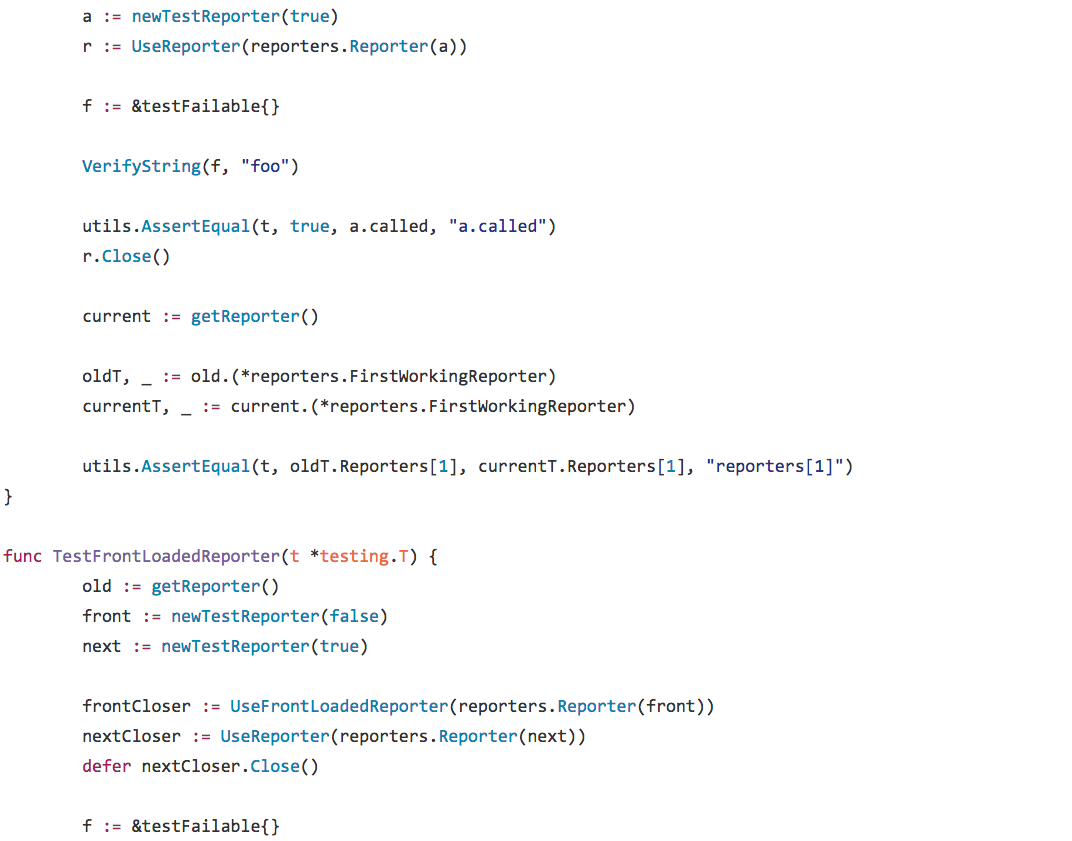 a := newTestReporter(true)
r := UseReporter(reporters.Reporter(a))
f := &testFailable{}
VerifyString(f, "foo")
utils.AssertEqual(t, true, a.called, "a.called")
r.Close()
current := getReporter()
oldT, _ := old.(*reporters.FirstWorkingReporter)
currentT, _ := current.(*reporters.FirstWorkingReporter)
utils.AssertEqual(t, oldT.Reporters[1], currentT.Reporters[1], "reporters[1]")
}
func TestFrontLoadedReporter(t *testing.T) {
old := getReporter()
front := newTestReporter(false)
next := newTestReporter(true)
frontCloser := UseFrontLoadedReporter(reporters.Reporter(front))
nextCloser := UseReporter(reporters.Reporter(next))
defer nextCloser.Close()
f := &testFailable{}